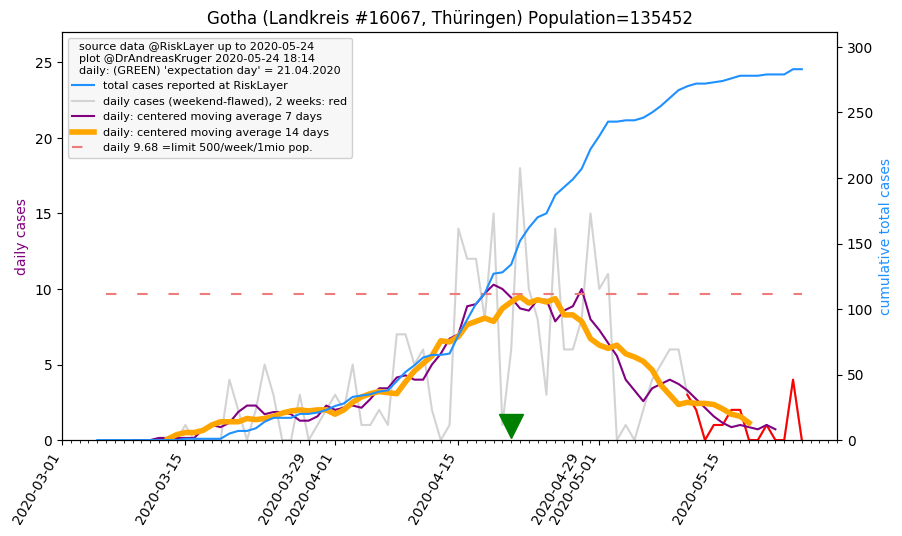 Gotha (Landkreis #16067, Thüringen) Population=135452
source data @RiskLayer up to 2020-05-24
plot @DrAndreasKruger 2020-05-24 18:14
daily: (GREEN) 'expectation day' = 21.04.2020
total cases reported at RiskLayer
daily cases (weekend-flawed), 2 weeks: red
daily: centered moving average 7 days
daily: centered moving average 14 days
daily 9.68 =limit 500/week/1mio pop.
daily cases
0
5
10
15
20
25
cumulative total cases
0
50
100
150
200
250
300
2020-03-01
2020-03-15
2020-03-29
2020-04-01
2020-04-15
2020-04-29
2020-05-01
2020-05-15